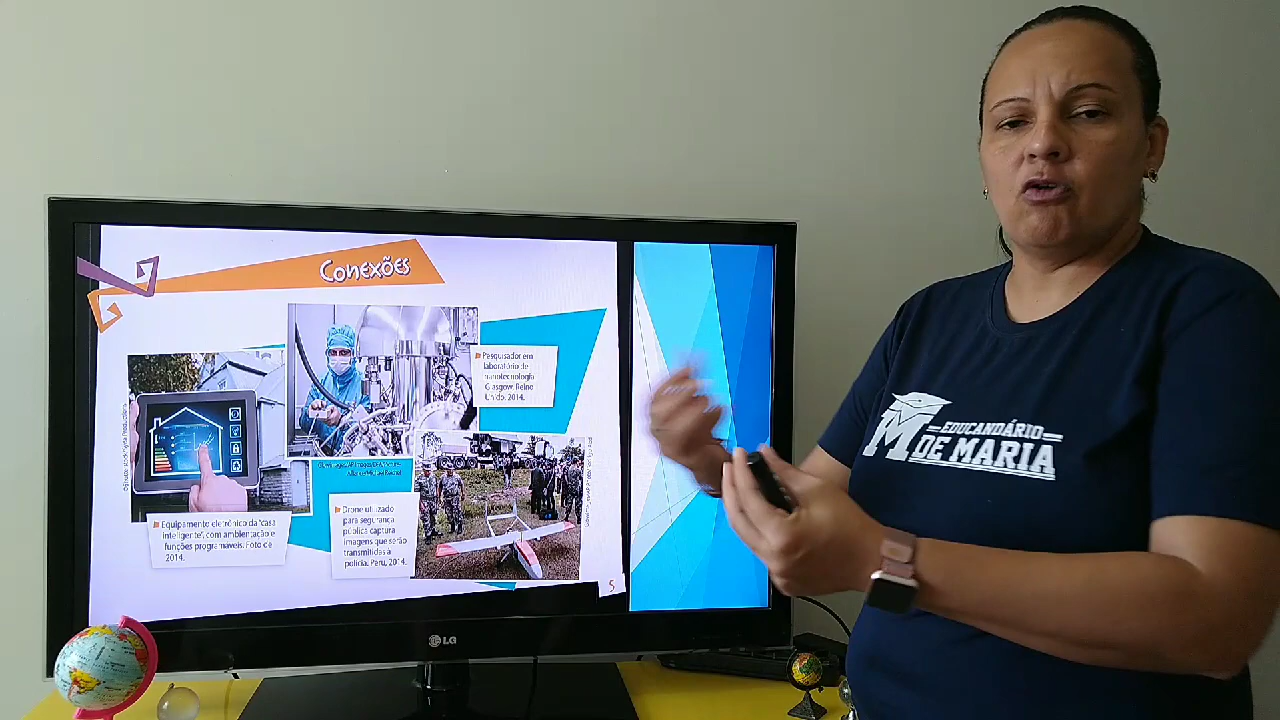 Conexões
Pesquisador em
laboratório de
nanotecnologia
Glasgow. Reino
Unido. 2014.
Equipamento eletrônico da "casa
inteligente", com ambientação e
funções programáveis. Foto de
2014.
Drone utilizado
para segurança
pública captura
imagens que serão
transmitidas à
polícia. Peru, 2014.
5
LG
EDUCANDÁRIO
DE MARIA